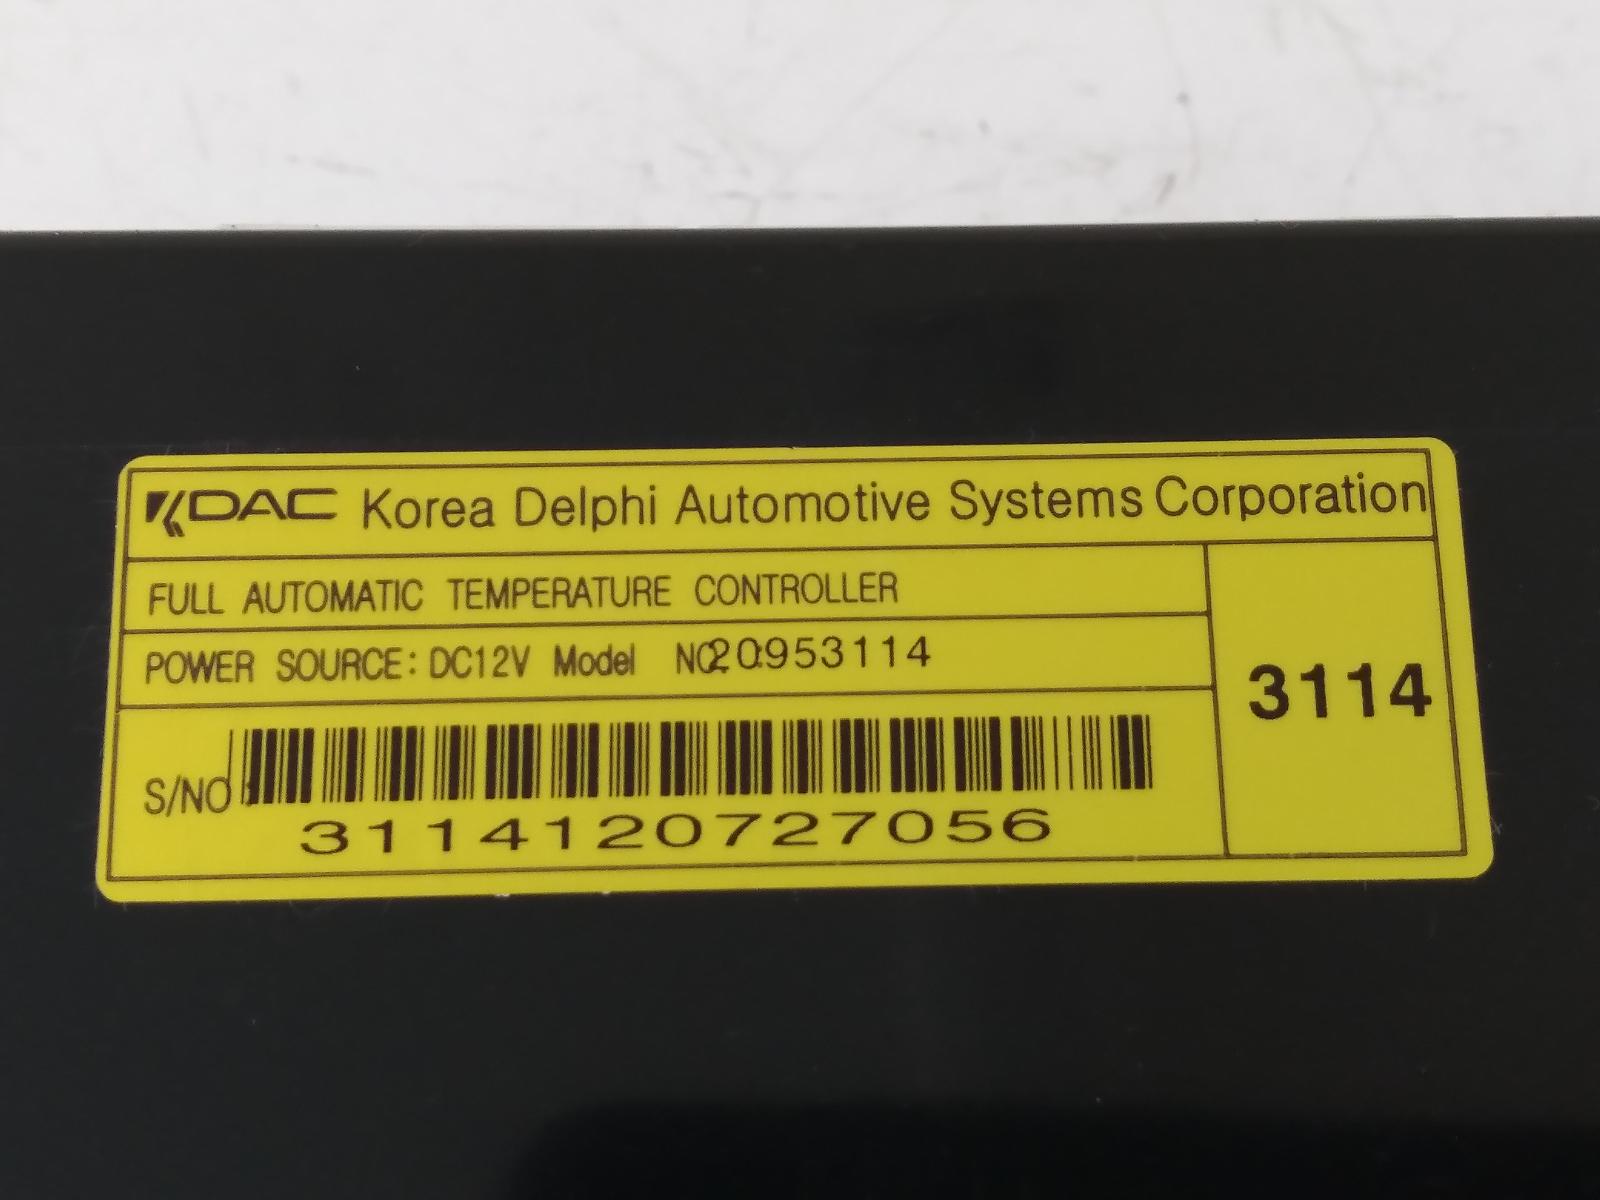 KDAC Korea Delphi Automotive Systems Corporation
FULL AUTOMATIC TEMPERATURE CONTROLLER
POWER SOURCE: DC12V Model NO.20953114
3114
S/NO
3114120727056